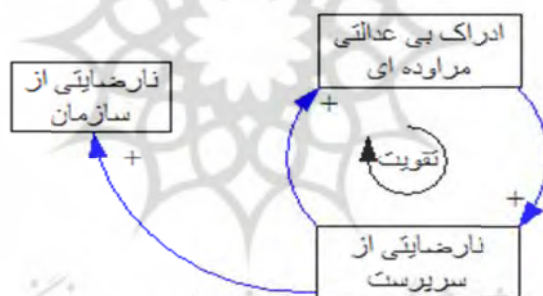 ادراک بی عدالتی
مراوده ای
نارضایتی از
سازمان
+
+
تقویت
+
نارضایتی از
سرپرست